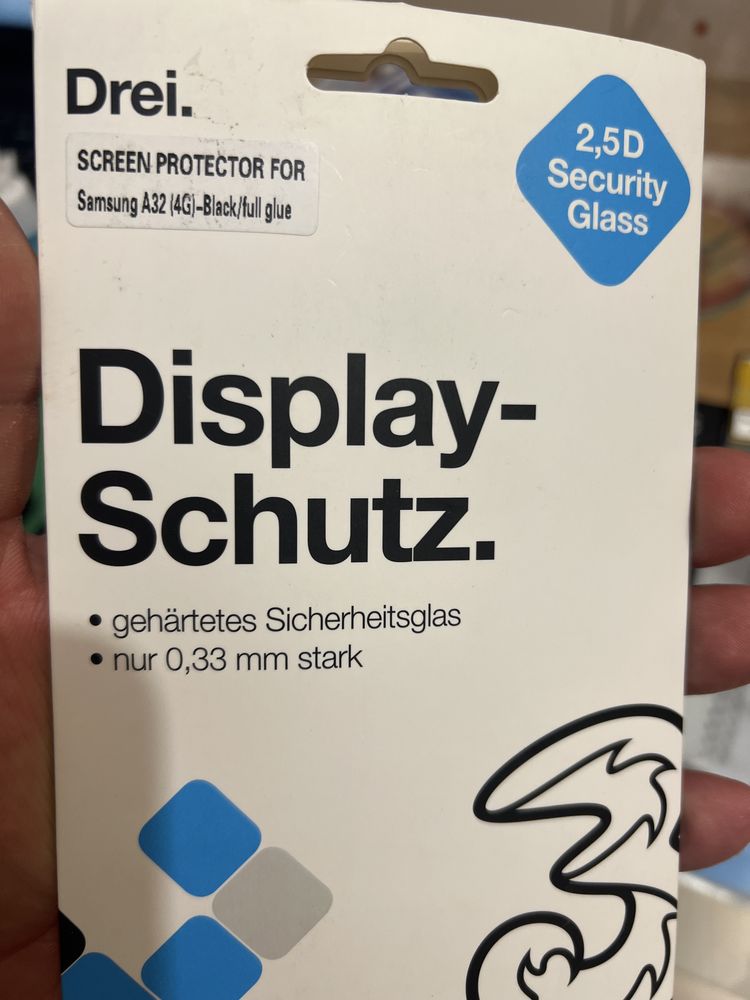 Drei.
SCREEN PROTECTOR FOR
Samsung A32 (4G)-Black/full glue
2,5D
Security
Glass
Display-
Schutz.
• gehärtetes Sicherheitsglas
• nur 0,33 mm stark